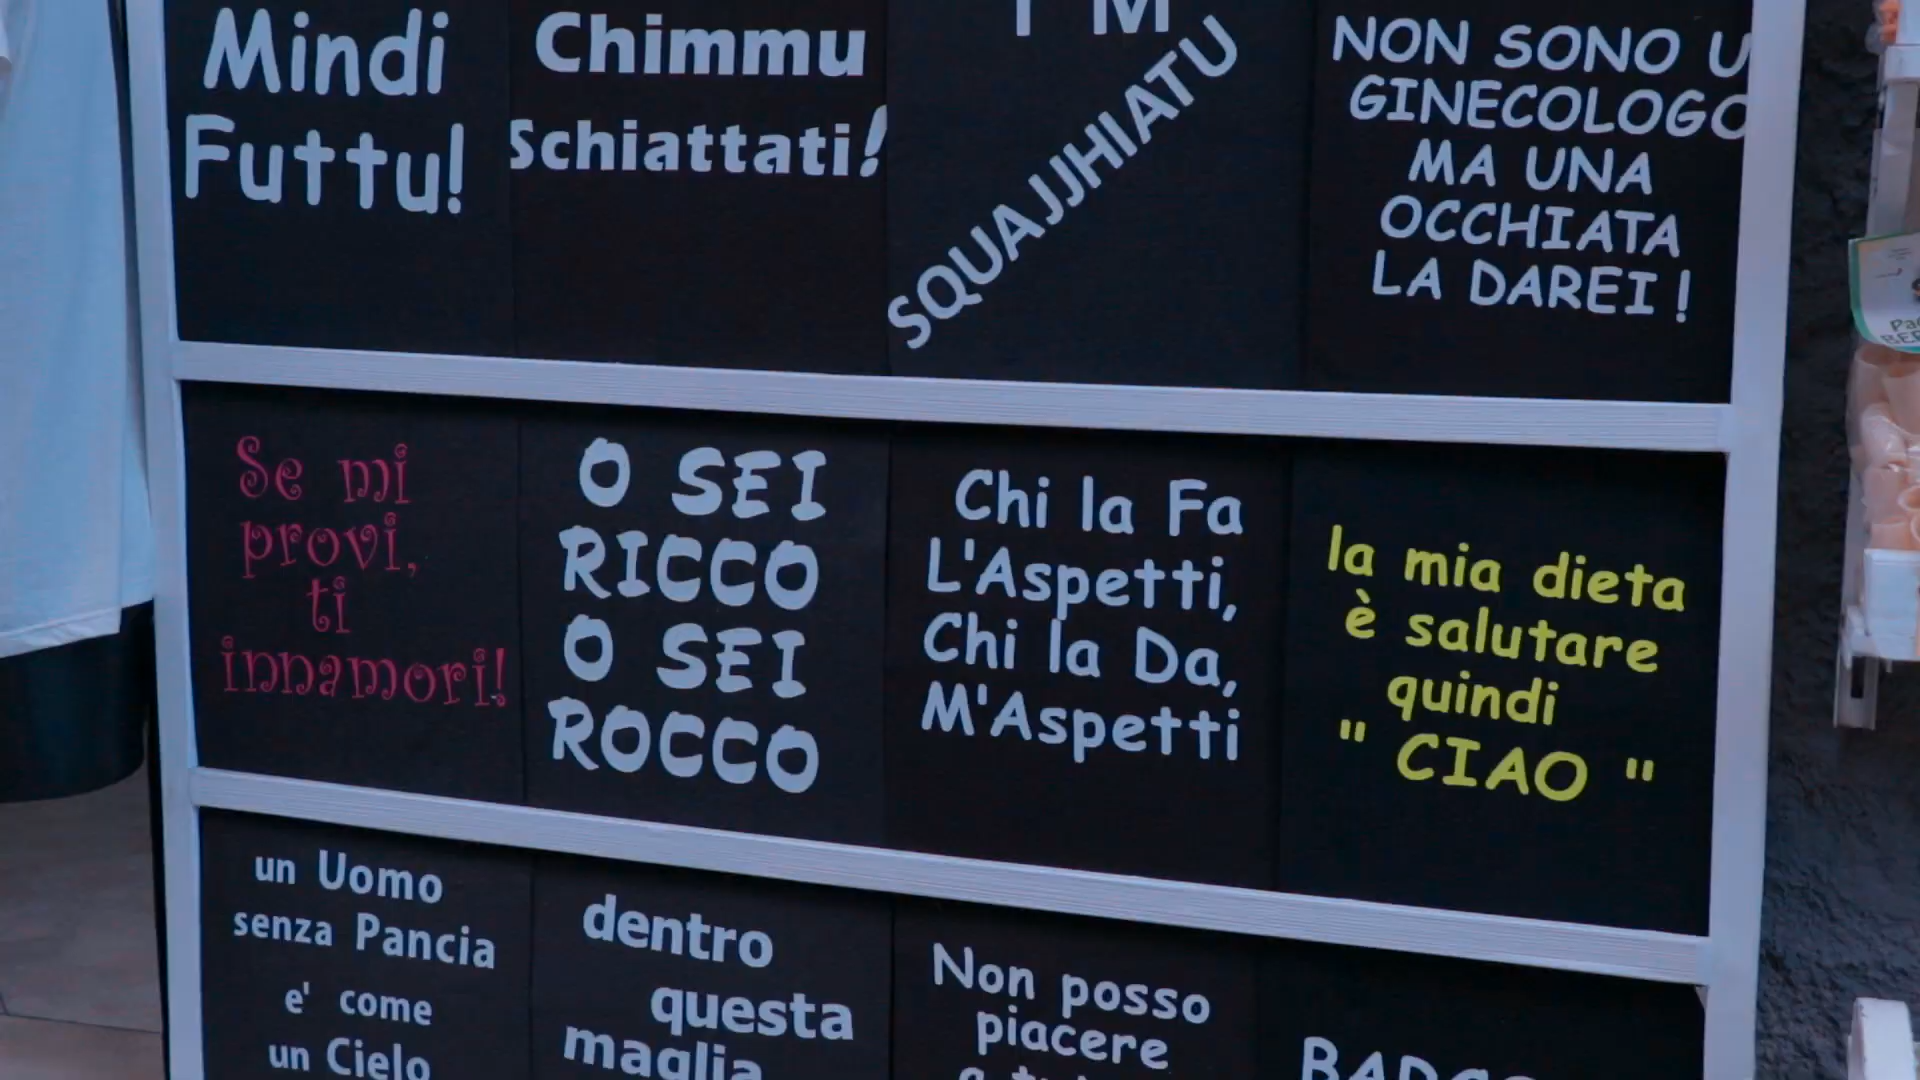 Mindi
Futtu!
Chimmu
Schiattati!
I'M
SQUAJJHIATU
NON SONO U
GINECOLOGO
MA UNA
OCCHIATA
LA DAREI !
Se mi
provi,
ti
innamori!
O SEI
RICCO
O SEI
ROCCO
Chi la Fa
L'Aspetti,
Chi la Da,
M'Aspetti
la mia dieta
è salutare
quindi
" CIAO "
un Uomo
senza Pancia
e' come
un Cielo
dentro
questa
maglia
Non posso
piacere